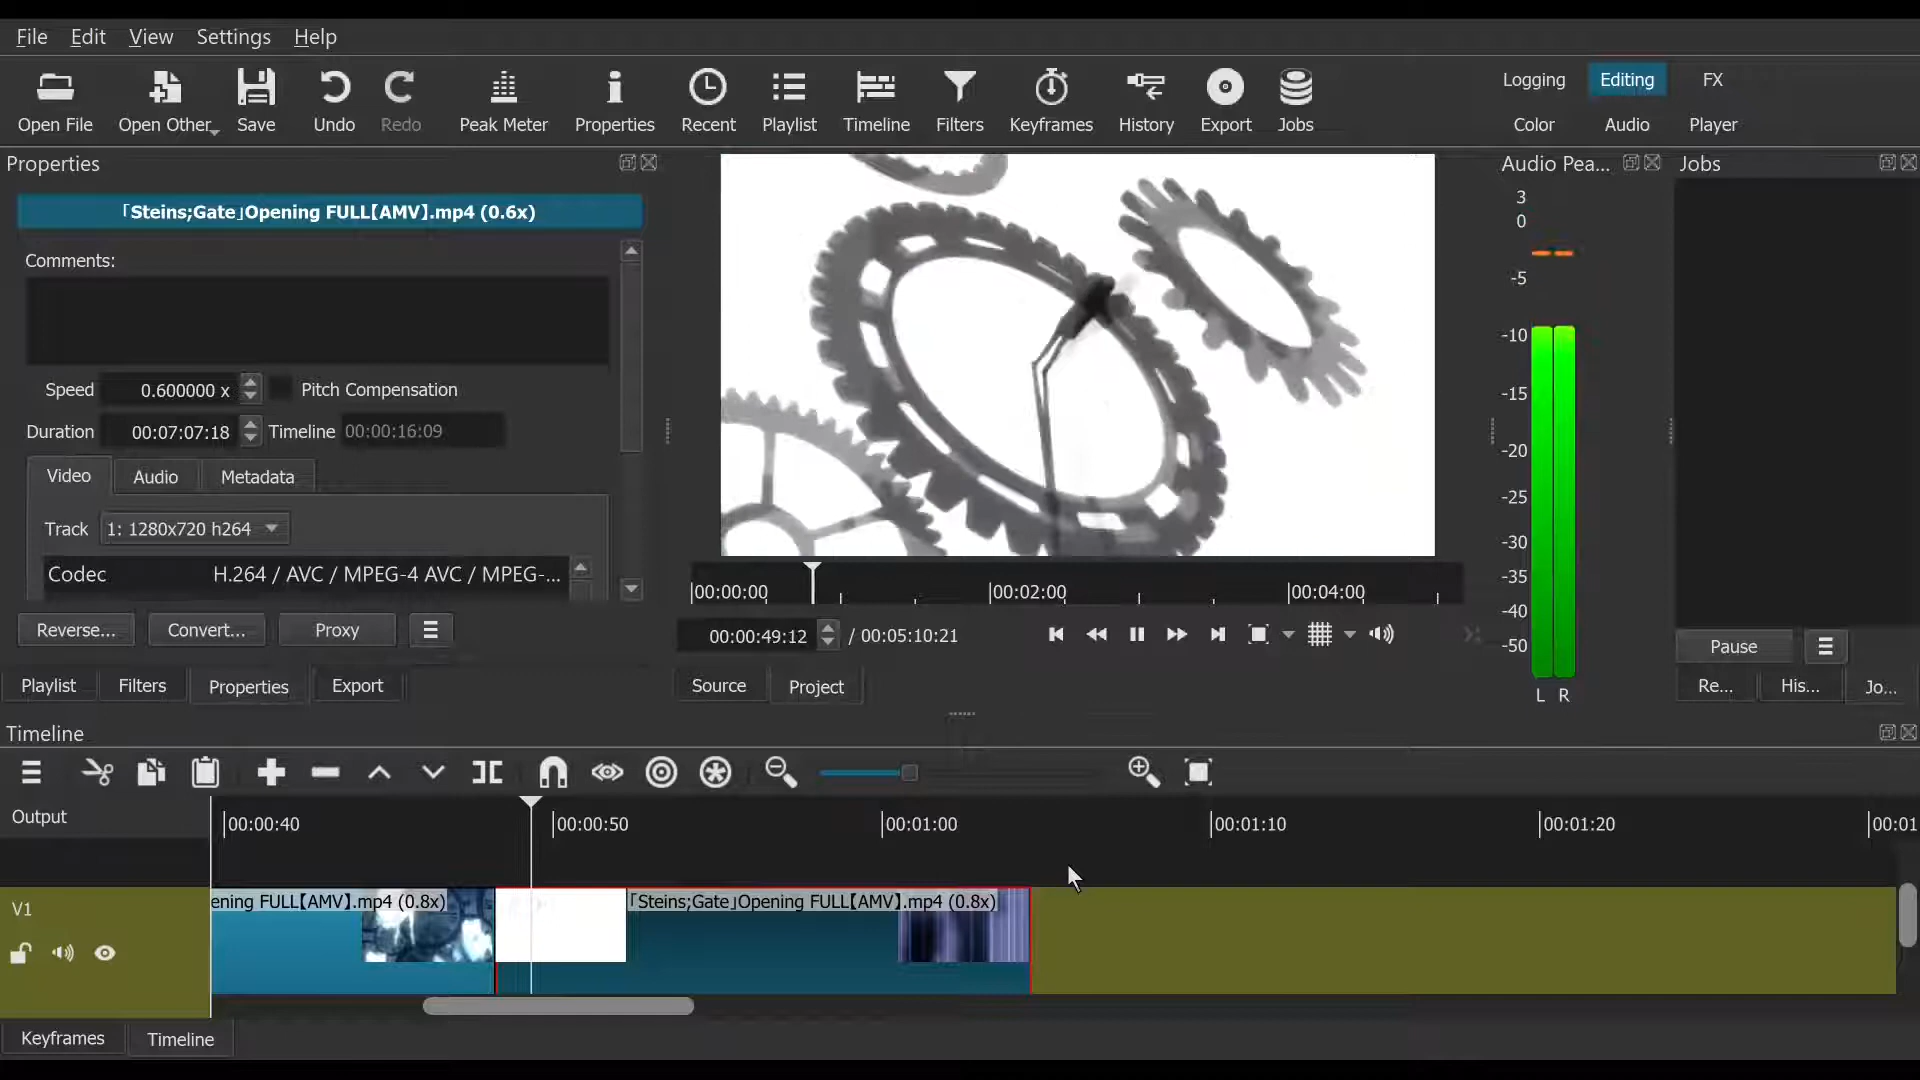 File Edit View Settings Help
Open File Open Other... Save Undo Redo Peak Meter Properties Recent Playlist Timeline Filters Keyframes History Export Jobs
Logging Editing FX
Color Audio Player
Properties
Audio Pea...
Jobs
「Steins;Gate」Opening FULL【AMV】.mp4 (0.6x)
Comments:
Speed 0.600000 x Pitch Compensation
Duration 00:07:07:18 Timeline 00:00:16:09
Video Audio Metadata
Track 1: 1280x720 h264
Codec H.264 / AVC / MPEG-4 AVC / MPEG-...
Reverse... Convert... Proxy
Playlist Filters Properties Export
00:00:00 00:02:00 00:04:00
00:00:49:12 / 00:05:10:21
Source Project
3
0
-5
-10
-15
-20
-25
-30
-35
-40
-50
L R
Pause
Re... His... Jo...
Timeline
Output
00:00:40 00:00:50 00:01:00 00:01:10 00:01:20 00:01
V1
ening FULL【AMV】.mp4 (0.8x)
「Steins;Gate」Opening FULL【AMV】.mp4 (0.8x)
Keyframes Timeline